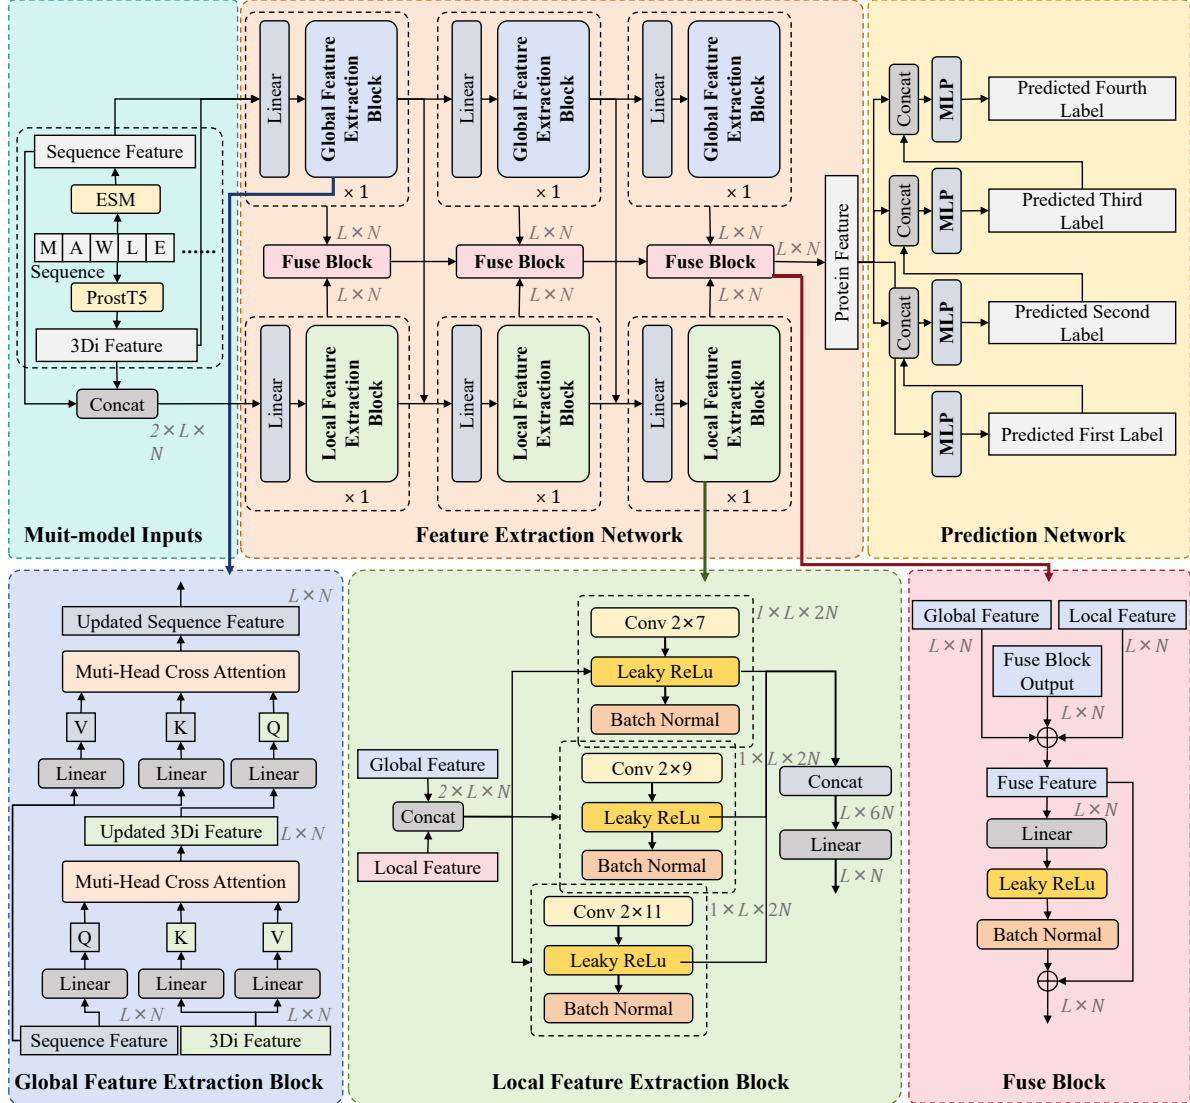 Sequence Feature
ESM
M A W L E ......
Sequence
ProstT5
3Di Feature
Concat
2 × L ×
N
Muit-model Inputs
Linear
Global Feature
Extraction
Block
× 1
Linear
Global Feature
Extraction
Block
× 1
Linear
Global Feature
Extraction
Block
× 1
L × N
L × N
L × N
Fuse Block
Fuse Block
Fuse Block
L × N
L × N
L × N
L × N
Linear
Local Feature
Extraction
Block
× 1
Linear
Local Feature
Extraction
Block
× 1
Linear
Local Feature
Extraction
Block
× 1
Feature Extraction Network
Protein Feature
Concat
MLP
Predicted Fourth
Label
Concat
MLP
Predicted Third
Label
Concat
MLP
Predicted Second
Label
MLP
Predicted First Label
Prediction Network
L × N
Updated Sequence Feature
Muti-Head Cross Attention
V
K
Q
Linear
Linear
Linear
Updated 3Di Feature
L × N
Muti-Head Cross Attention
Q
K
V
Linear
Linear
Linear
L × N
L × N
Sequence Feature
3Di Feature
Global Feature Extraction Block
Global Feature
2 × L × N
Concat
Local Feature
Conv 2×7
1 × L × 2N
Leaky ReLu
Batch Normal
Conv 2×9
1 × L × 2N
Leaky ReLu
Batch Normal
Conv 2×11
1 × L × 2N
Leaky ReLu
Batch Normal
Concat
L × 6N
Linear
L × N
Local Feature Extraction Block
Global Feature
Local Feature
L × N
L × N
Fuse Block
Output
L × N
Fuse Feature
L × N
Linear
Leaky ReLu
Batch Normal
L × N
Fuse Block